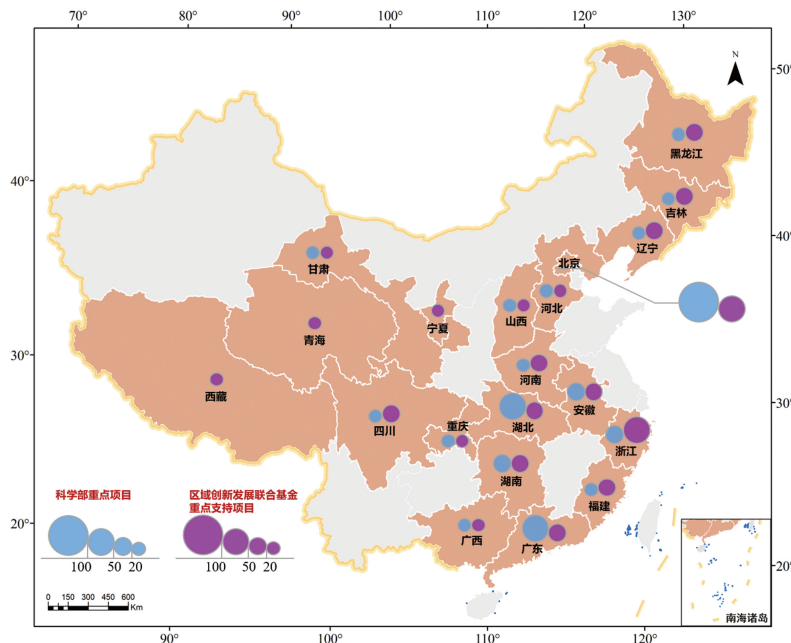 70° 80° 90° 100° 110° 120° 130°
N
50°
黑龙江
40°
吉林
40°
辽宁
北京
甘肃
河北
山西
宁夏
青海
30°
河南
西藏
安徽
30°
四川
重庆
湖北
浙江
湖南
福建
科学部重点项目
区域创新发展联合基金
重点支持项目
20°
广西
广东
100 50 20
100 50 20
20°
0 150 300 450 600
Km
南海诸岛
90° 100° 110° 120°